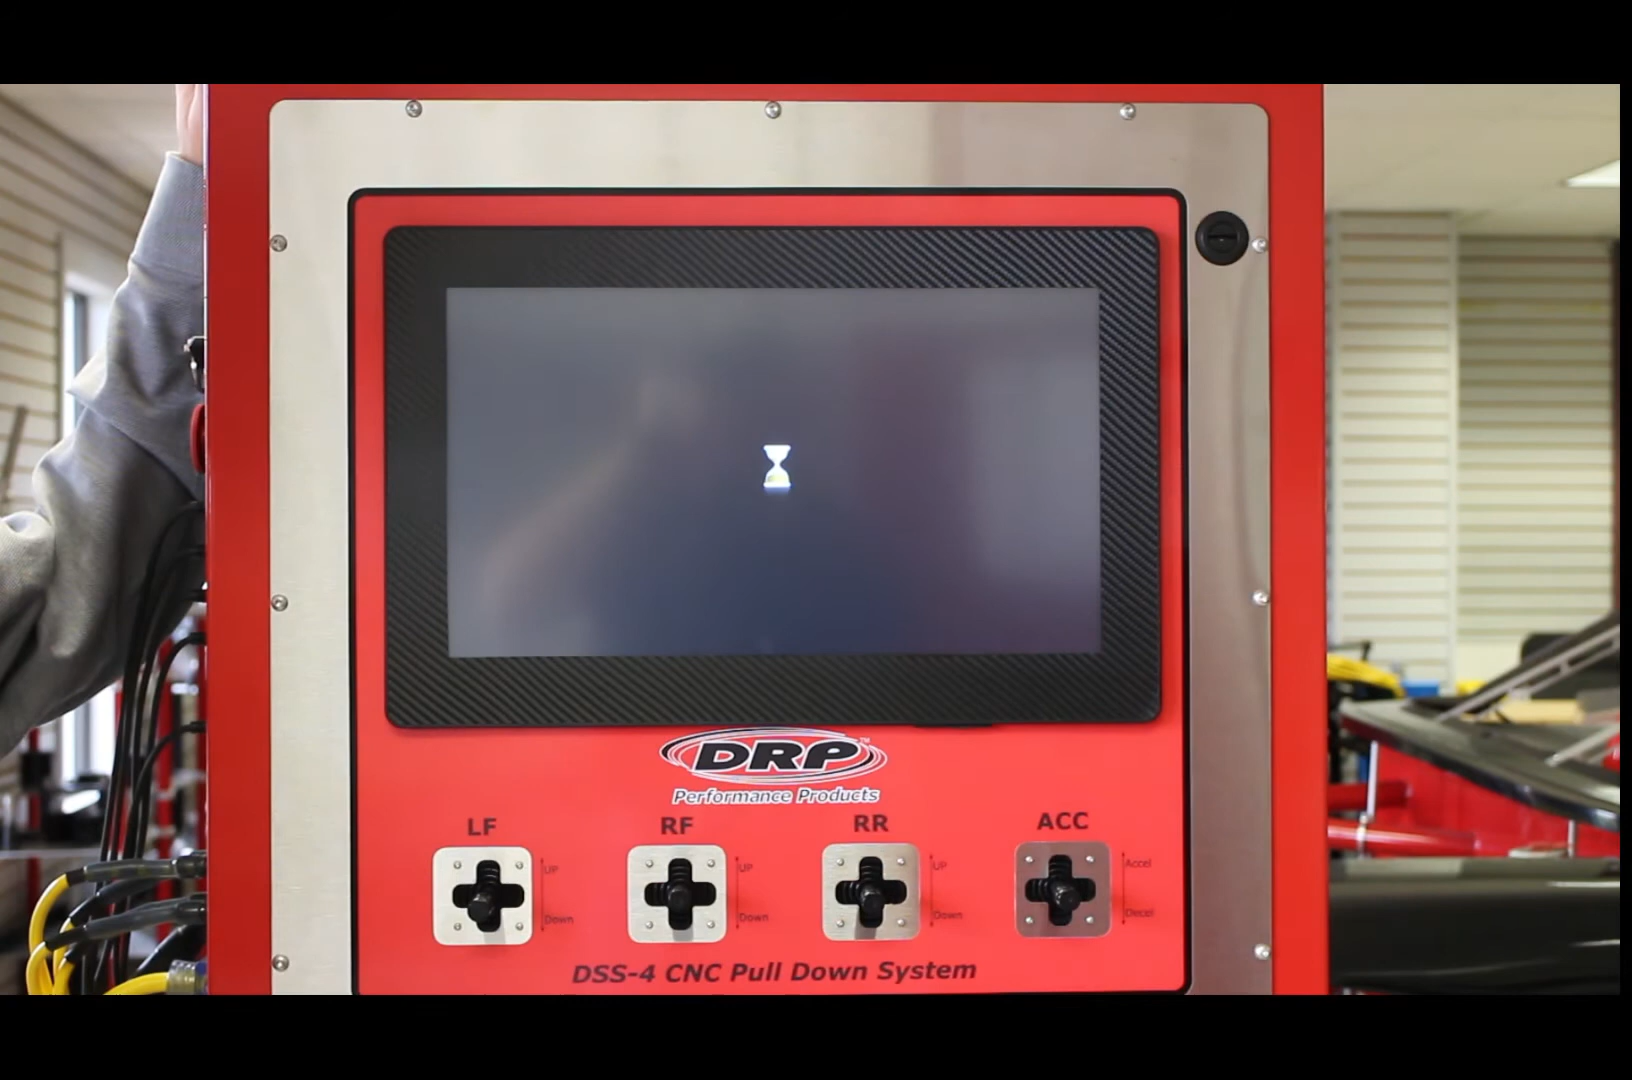 DRP™
Performance Products
LF RF RR ACC
UP UP UP Accel
Down Down Down Decel
DSS-4 CNC Pull Down System